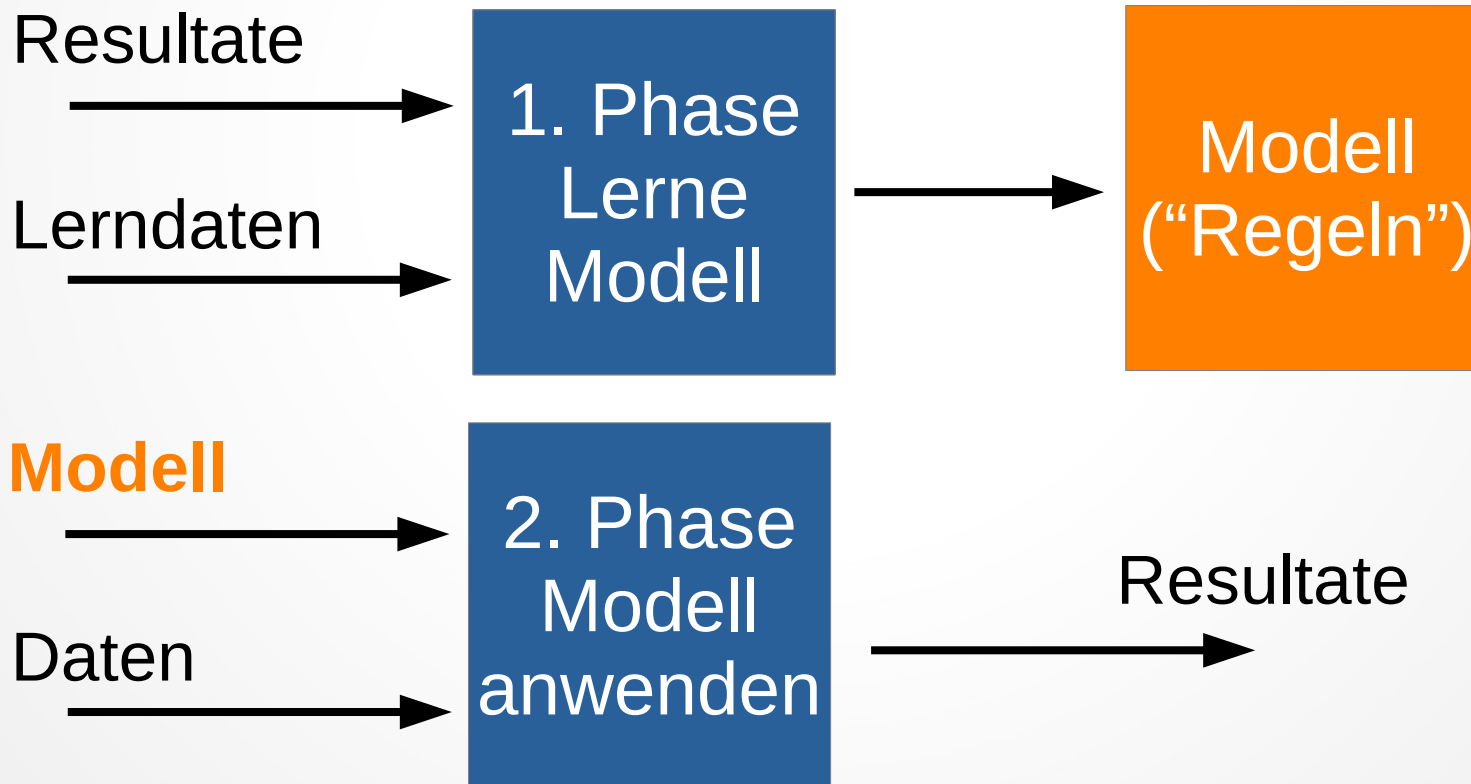 Resultate
Lerndaten
1. Phase
Lerne
Modell
Modell
(“Regeln”)
Modell
Daten
2. Phase
Modell
anwenden
Resultate